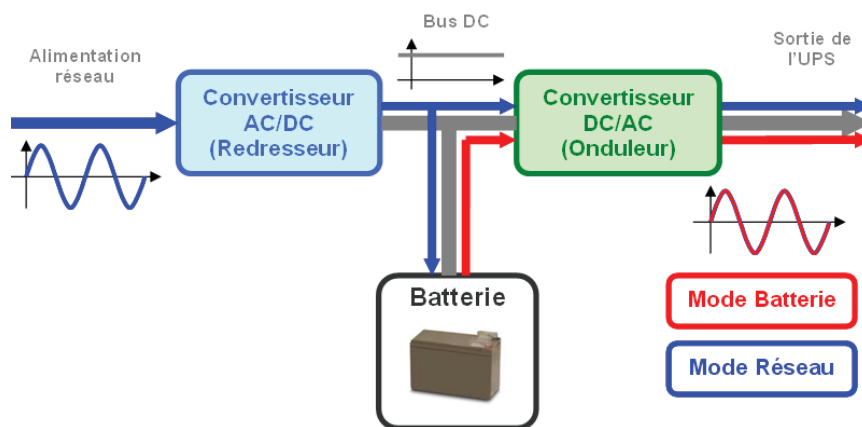 Bus DC
Alimentation
réseau
Sortie de
l'UPS
Convertisseur
AC/DC
(Redresseur)
Convertisseur
DC/AC
(Onduleur)
Batterie
Mode Batterie
Mode Réseau